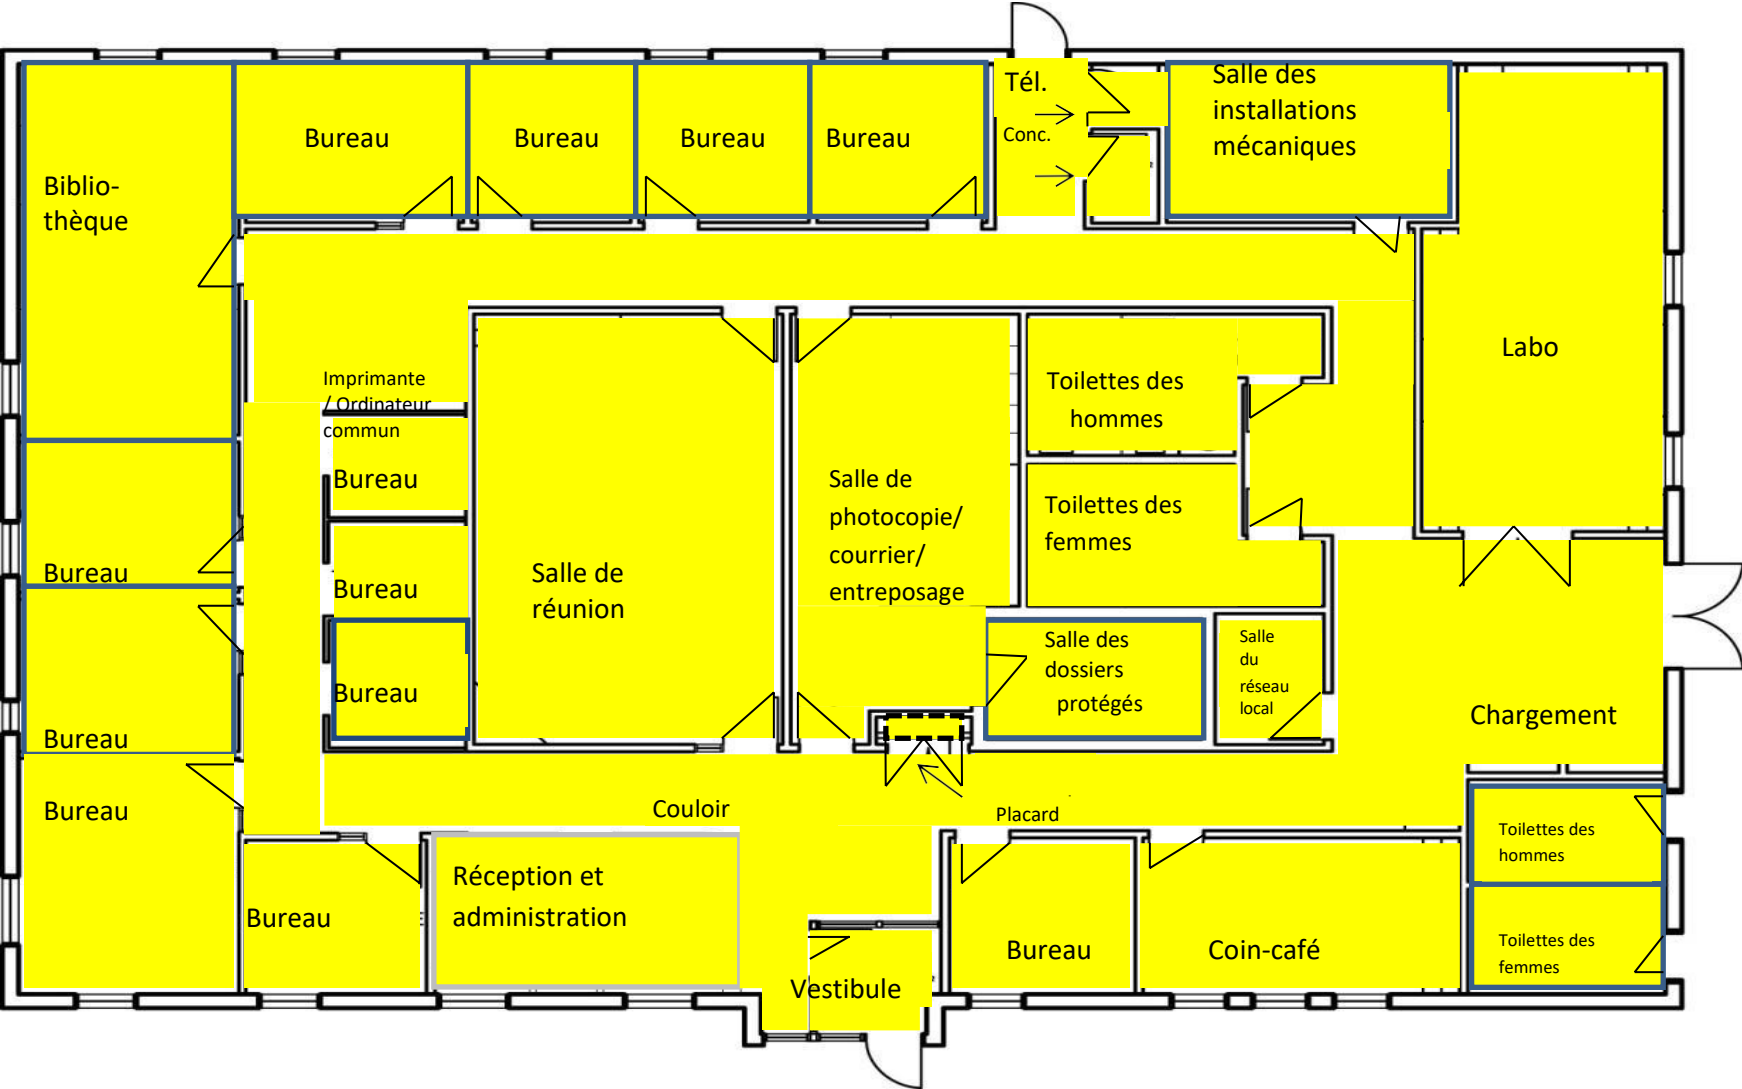 Tél.
Conc.
Salle des
installations
mécaniques
Bureau
Bureau
Bureau
Bureau
Biblio-
thèque
Labo
Imprimante
/ Ordinateur
commun
Toilettes des
hommes
Bureau
Salle de
photocopie/
courrier/
entreposage
Toilettes des
femmes
Bureau
Bureau
Salle de
réunion
Salle des
dossiers
protégés
Salle
du
réseau
local
Bureau
Bureau
Chargement
Bureau
Couloir
Placard
Toilettes des
hommes
Réception et
administration
Bureau
Bureau
Coin-café
Toilettes des
femmes
Vestibule